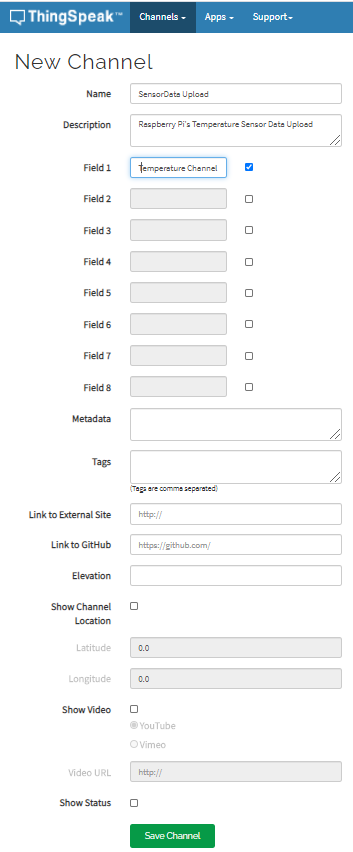 ThingSpeak™ Channels Apps Support
New Channel
Name SensorData Upload
Description Raspberry Pi's Temperature Sensor Data Upload
Field 1 Temperature Channel
Field 2
Field 3
Field 4
Field 5
Field 6
Field 7
Field 8
Metadata
Tags
(Tags are comma separated)
Link to External Site http://
Link to GitHub https://github.com/
Elevation
Show Channel
Location
Latitude 0.0
Longitude 0.0
Show Video
YouTube
Vimeo
Video URL http://
Show Status
Save Channel